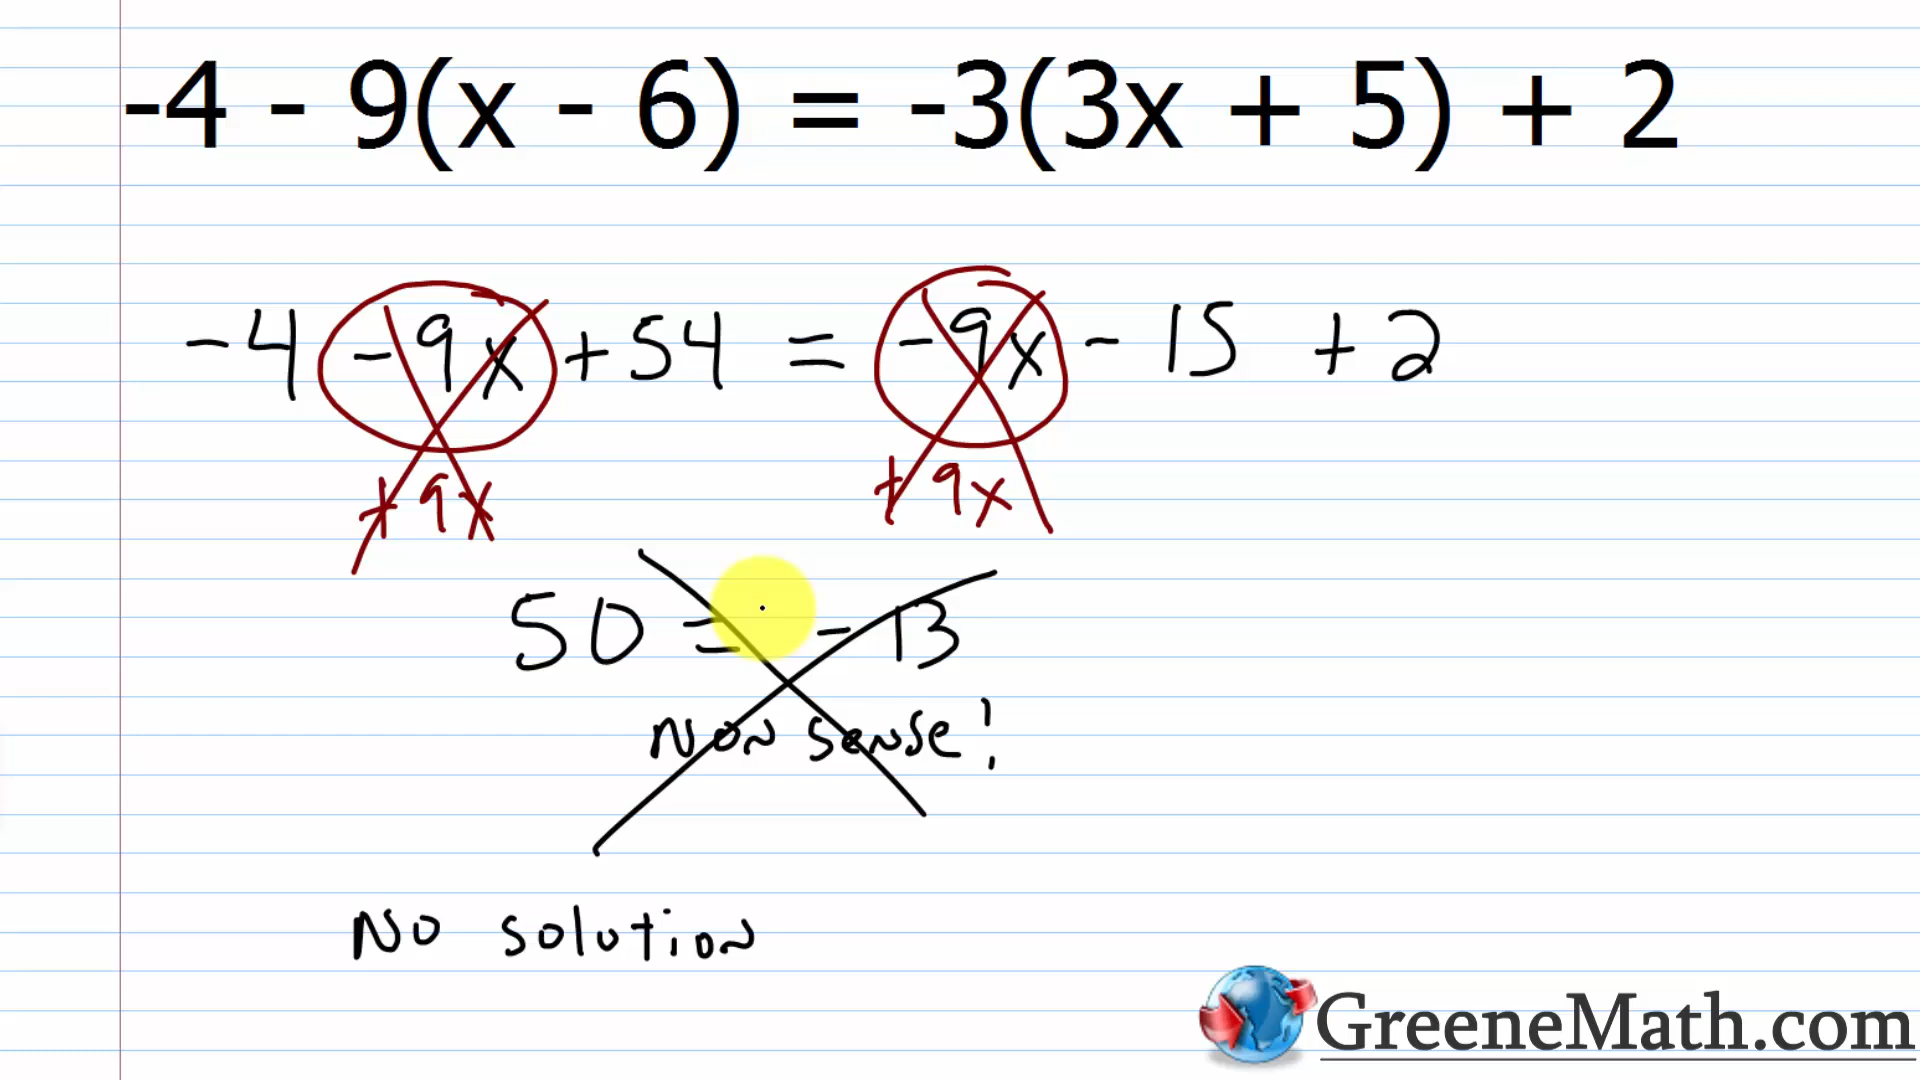 -4 - 9(x - 6) = -3(3x + 5) + 2
-4 -9x +54 = -9x - 15 +2
+9x +9x
50 = -13
Non sense!
No solution
GreeneMath.com